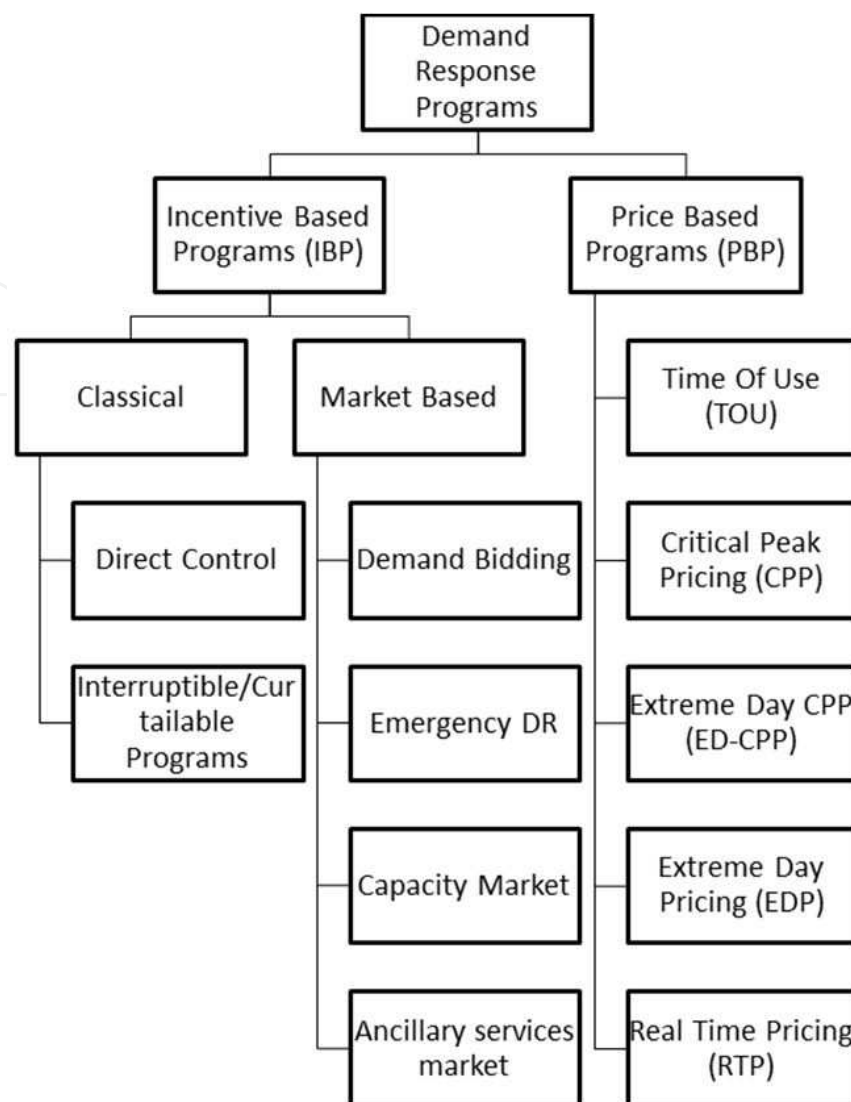 Demand
Response
Programs
Incentive Based
Programs (IBP)
Price Based
Programs (PBP)
Classical
Market Based
Time Of Use
(TOU)
Direct Control
Demand Bidding
Critical Peak
Pricing (CPP)
Interruptible/Cur
tailable
Programs
Emergency DR
Extreme Day CPP
(ED-CPP)
Capacity Market
Extreme Day
Pricing (EDP)
Ancillary services
market
Real Time Pricing
(RTP)